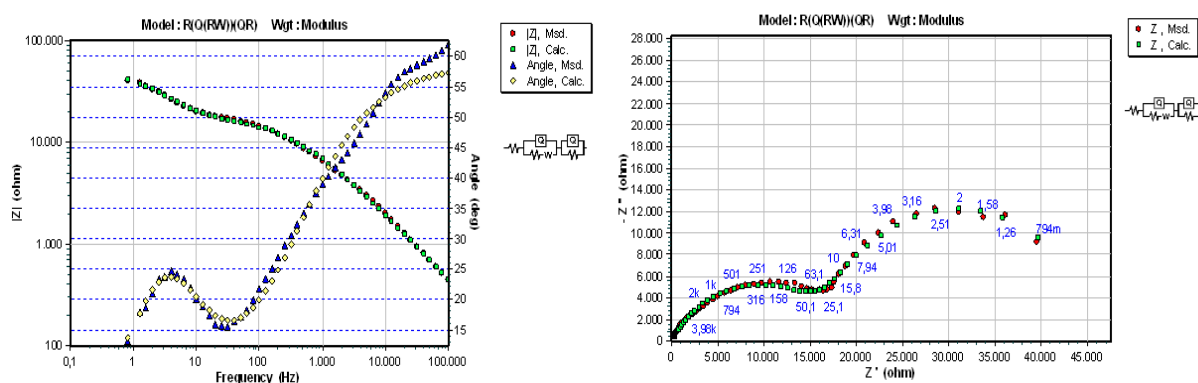 Model : R(Q(RW))(QR) Wgt : Modulus
|Z|, Msd.
|Z|, Calc.
Angle, Msd.
Angle, Calc.
|Z| (ohm)
100.000
10.000
1.000
100
Angle (deg)
60
55
50
45
40
35
30
25
20
15
0,1
1
10
100
1.000
10.000
100.000
Frequency (Hz)
Q
Q
W
Model : R(Q(RW))(QR) Wgt : Modulus
Z , Msd.
Z , Calc.
- Z'' (ohm)
28.000
26.000
24.000
22.000
20.000
18.000
16.000
14.000
12.000
10.000
8.000
6.000
4.000
2.000
0
3,98k
2k
1k
794
501
316
251
158
126
63,1
50,1
25,1
15,8
10
7,94
6,31
5,01
3,98
3,16
2,51
2
1,58
1,26
794m
0
5.000
10.000
15.000
20.000
25.000
30.000
35.000
40.000
45.000
Z ' (ohm)
Q
Q
W